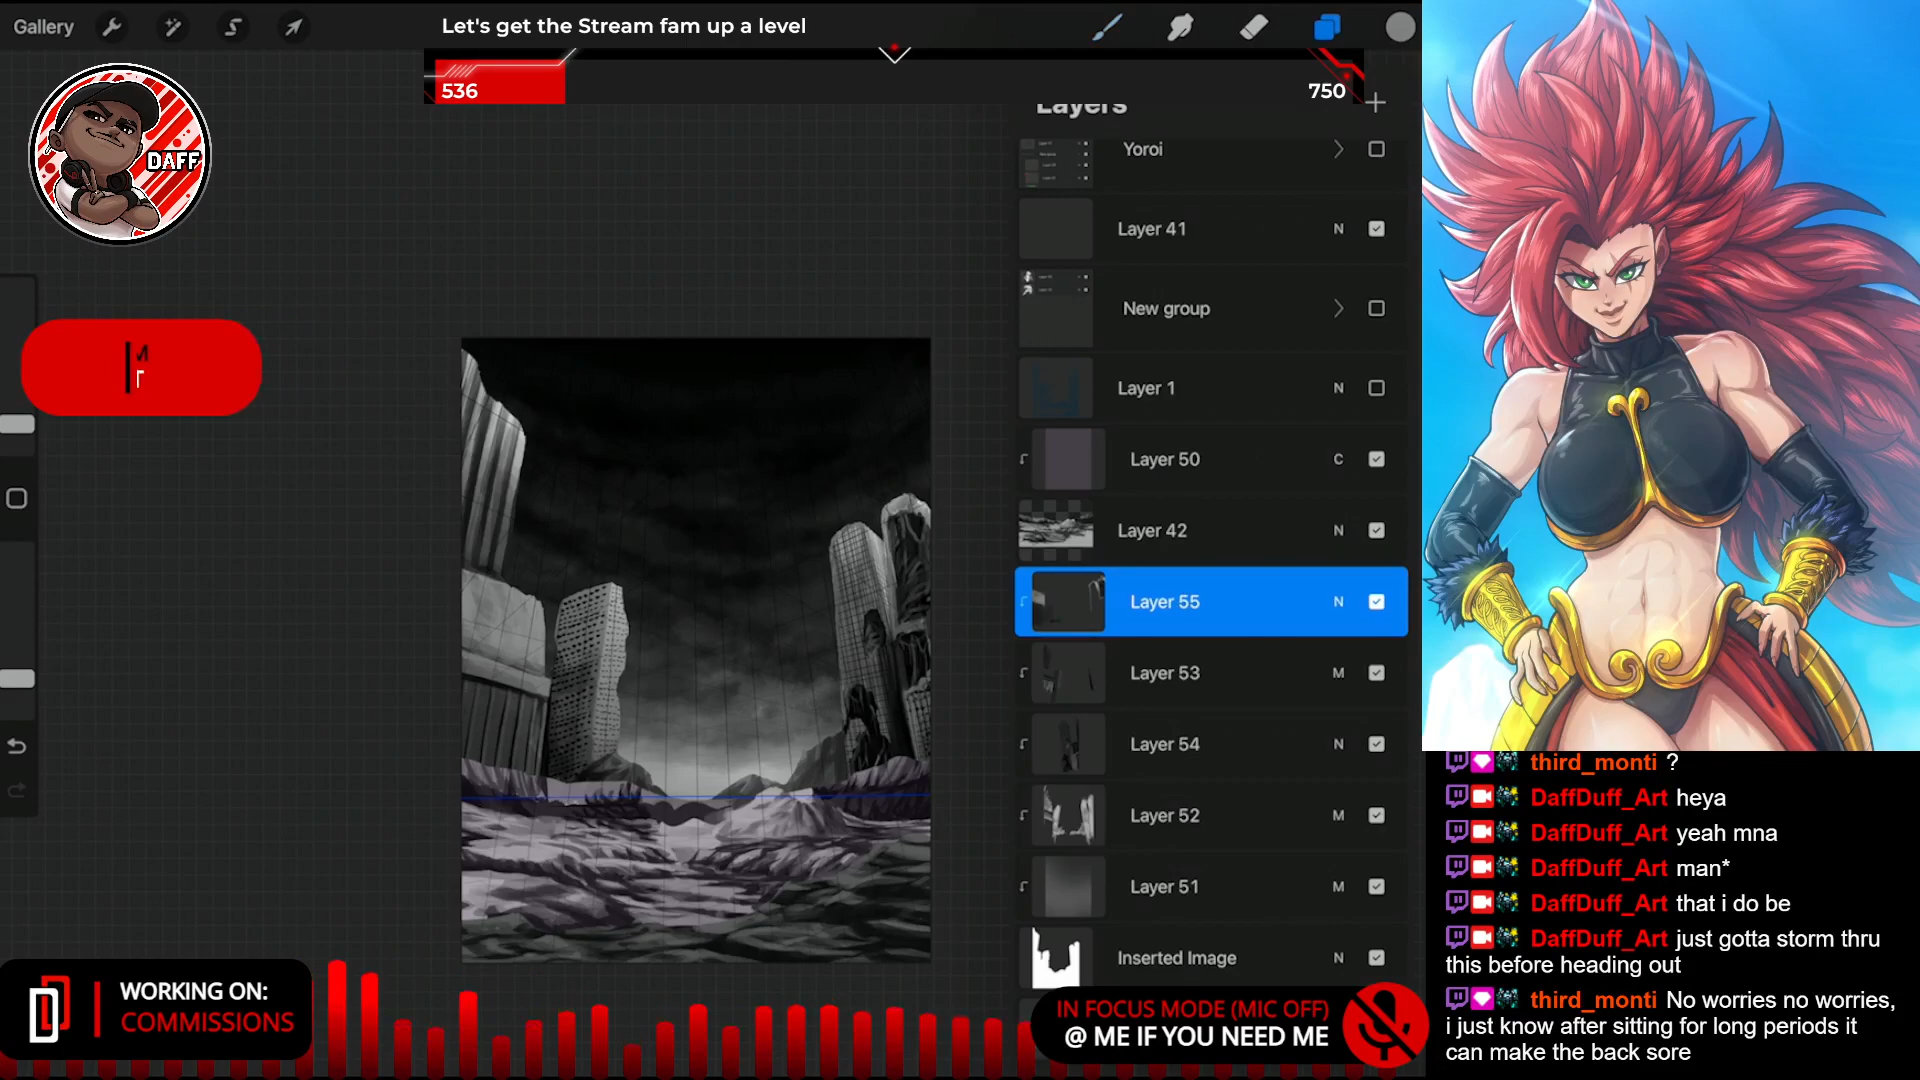 Gallery
Let's get the Stream fam up a level
536
750
DAFF
Layers
Yoroi
Layer 41 N
New group
Layer 1 N
Layer 50 C
Layer 42 N
Layer 55 N
Layer 53 M
Layer 54 N
Layer 52 M
Layer 51 M
Inserted Image N
third_monti ?
DaffDuff_Art heya
DaffDuff_Art yeah mna
DaffDuff_Art man*
DaffDuff_Art that i do be
DaffDuff_Art just gotta storm thru
this before heading out
third_monti No worries no worries,
i just know after sitting for long periods it
can make the back sore
WORKING ON:
COMMISSIONS
IN FOCUS MODE (MIC OFF)
@ ME IF YOU NEED ME